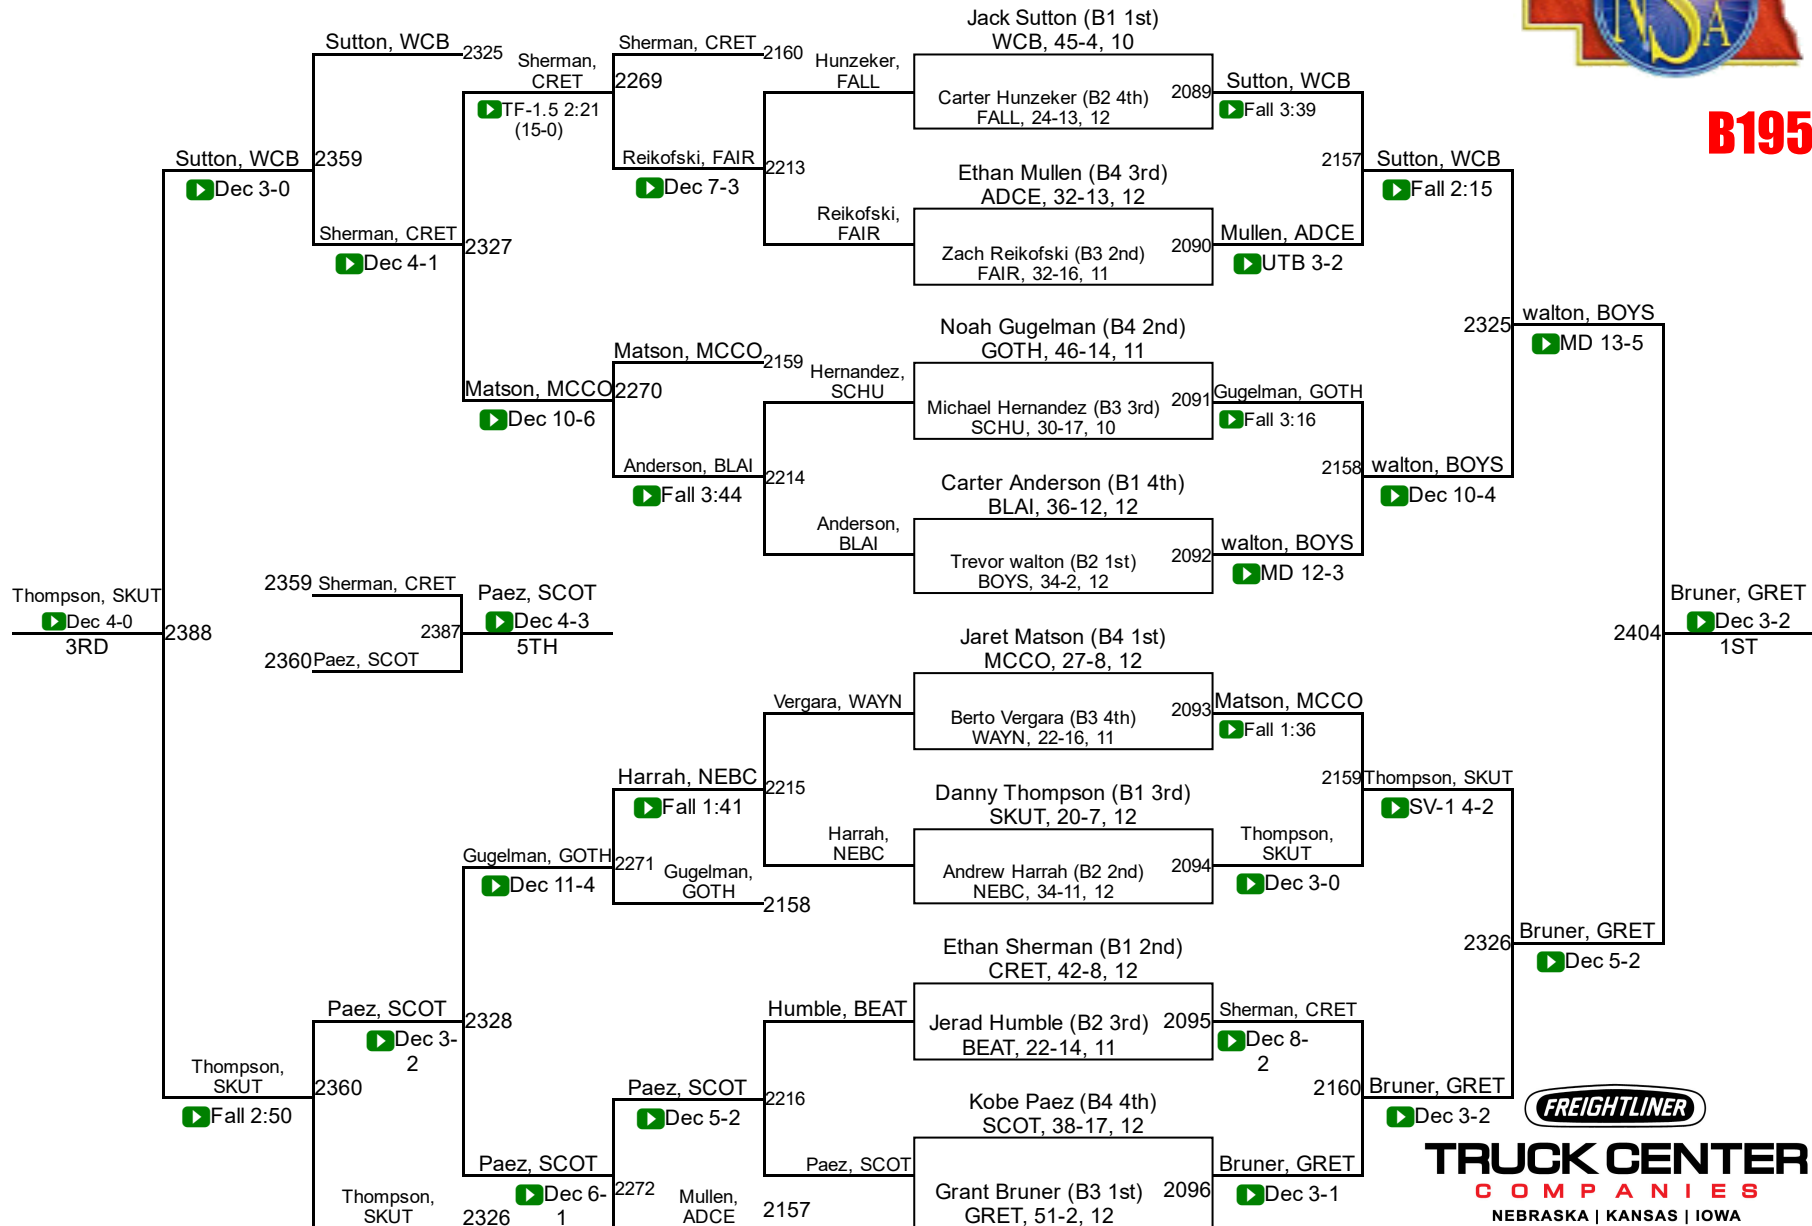 Jack Sutton (B1 1st)
WCB, 45-4, 10
Carter Hunzeker (B2 4th)
FALL, 24-13, 12
2089
Ethan Mullen (B4 3rd)
ADCE, 32-13, 12
Zach Reikofski (B3 2nd)
FAIR, 32-16, 11
2090
Noah Gugelman (B4 2nd)
GOTH, 46-14, 11
Michael Hernandez (B3 3rd)
SCHU, 30-17, 10
2091
Carter Anderson (B1 4th)
BLAI, 36-12, 12
Trevor walton (B2 1st)
BOYS, 34-2, 12
2092
Jaret Matson (B4 1st)
MCCO, 27-8, 12
Berto Vergara (B3 4th)
WAYN, 22-16, 11
2093
Danny Thompson (B1 3rd)
SKUT, 20-7, 12
Andrew Harrah (B2 2nd)
NEBC, 34-11, 12
2094
Ethan Sherman (B1 2nd)
CRET, 42-8, 12
Jerad Humble (B2 3rd)
BEAT, 22-14, 11
2095
Kobe Paez (B4 4th)
SCOT, 38-17, 12
Grant Bruner (B3 1st)
GRET, 51-2, 12
2096
Sutton, WCB
Fall 3:39
2157
Mullen, ADCE
UTB 3-2
Gugelman, GOTH
Fall 3:16
2158
walton, BOYS
MD 12-3
Matson, MCCO
Fall 1:36
2159
Thompson,
SKUT
Dec 3-0
Sherman, CRET
Dec 8-
2
2160
Bruner, GRET
Dec 3-1
Sutton, WCB
Fall 2:15
2325
walton, BOYS
Dec 10-4
Thompson, SKUT
SV-1 4-2
2326
Bruner, GRET
Dec 3-2
walton, BOYS
MD 13-5
2404
Bruner, GRET
Dec 5-2
Bruner, GRET
Dec 3-2
1ST
Hunzeker,
FALL
2213
Reikofski,
FAIR
Hernandez,
SCHU
2214
Anderson,
BLAI
Vergara, WAYN
2215
Harrah,
NEBC
Humble, BEAT
2216
Paez, SCOT
Sherman, CRET
2160
2269
Reikofski, FAIR
Dec 7-3
Matson, MCCO
2159
2270
Anderson, BLAI
Fall 3:44
Harrah, NEBC
Fall 1:41
2271
Gugelman,
GOTH
2158
Paez, SCOT
Dec 5-2
2272
Mullen,
ADCE
2157
Sherman,
CRET
TF-1.5 2:21
(15-0)
2327
Matson, MCCO
Dec 10-6
Gugelman, GOTH
Dec 11-4
2328
Paez, SCOT
Dec 6-
1
Sutton, WCB
2325
2359
Sherman, CRET
Dec 4-1
Paez, SCOT
Dec 3-
2
2360
Thompson,
SKUT
2326
Sutton, WCB
Dec 3-0
2388
Thompson,
SKUT
Fall 2:50
Thompson, SKUT
Dec 4-0
3RD
2359 Sherman, CRET
2387
2360 Paez, SCOT
Paez, SCOT
Dec 4-3
5TH
NSA
B195
FREIGHTLINER
TRUCK CENTER
COMPANIES
NEBRASKA | KANSAS | IOWA